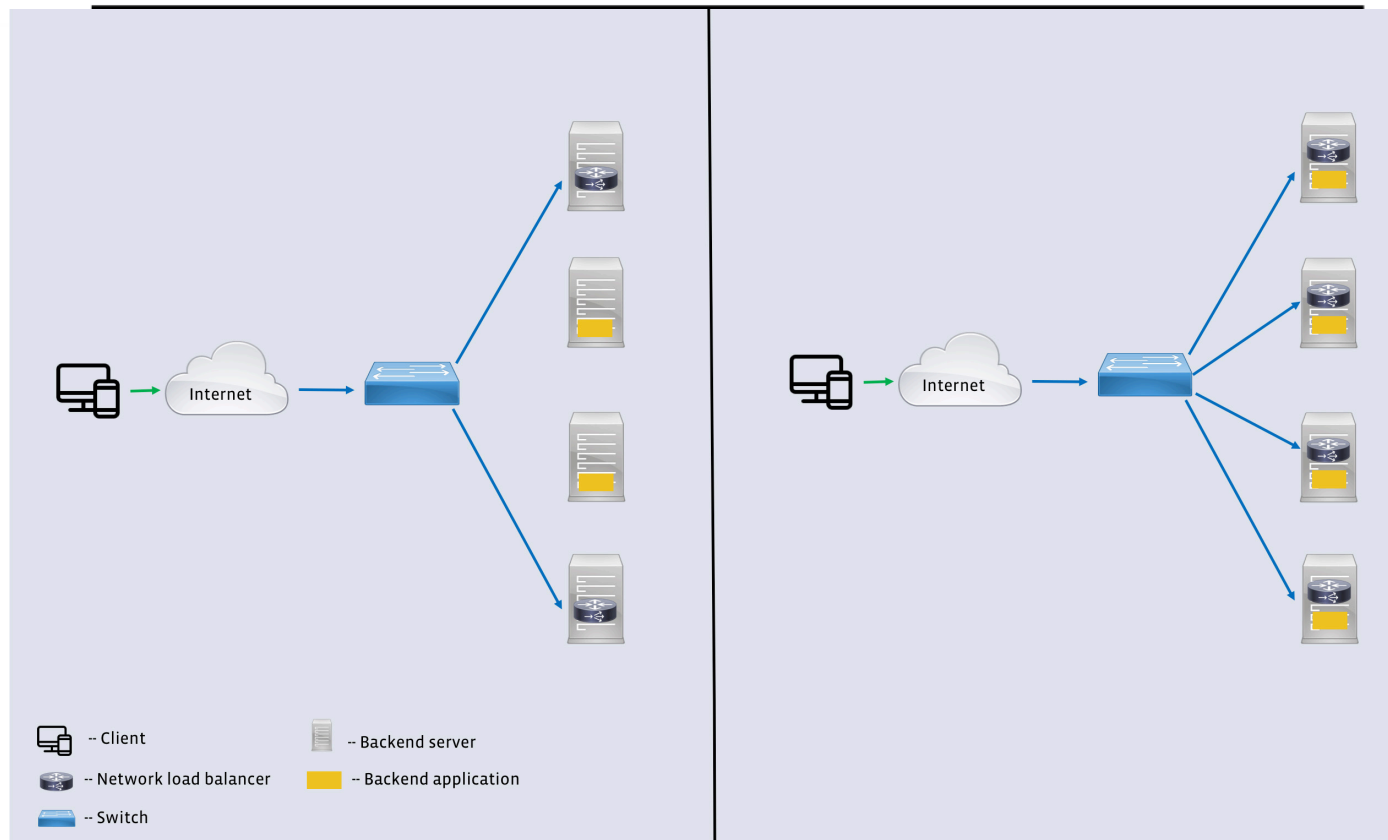 Internet
Internet
-- Client
-- Backend server
-- Network load balancer
-- Backend application
-- Switch